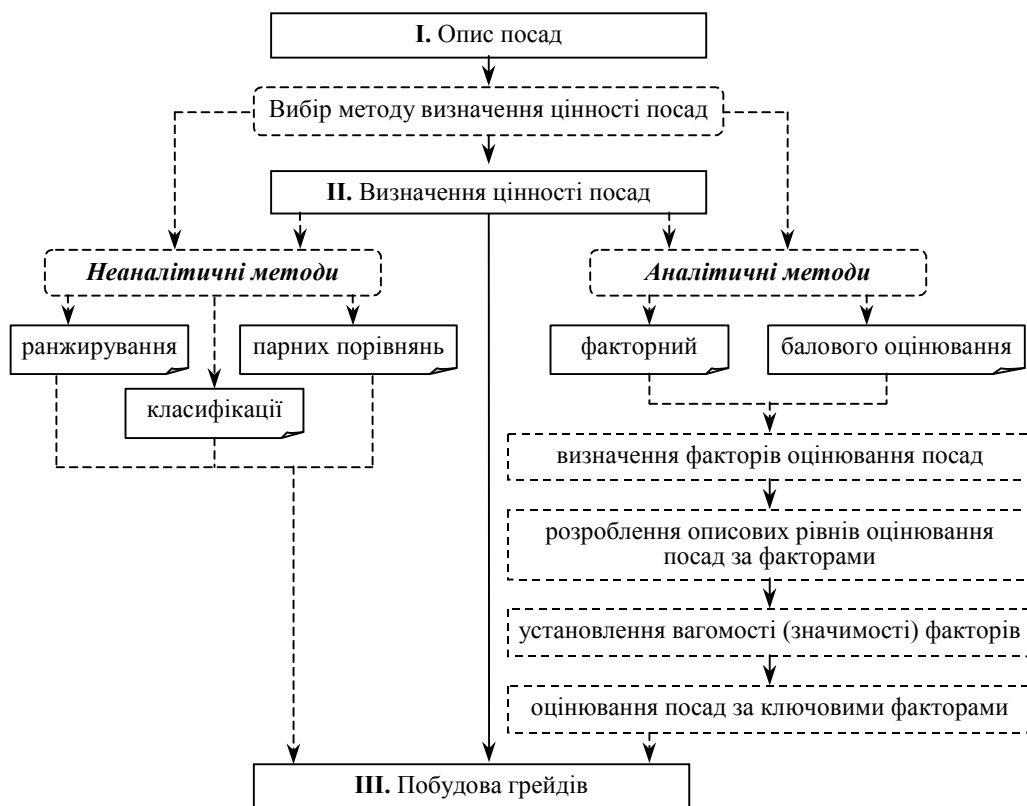 I. Опис посад
Вибір методу визначення цінності посад
II. Визначення цінності посад
Неаналітичні методи
Аналітичні методи
ранжирування
парних порівнянь
факторний
балового оцінювання
класифікації
визначення факторів оцінювання посад
розроблення описових рівнів оцінювання
посад за факторами
установлення вагомості (значимості) факторів
оцінювання посад за ключовими факторами
III. Побудова грейдів